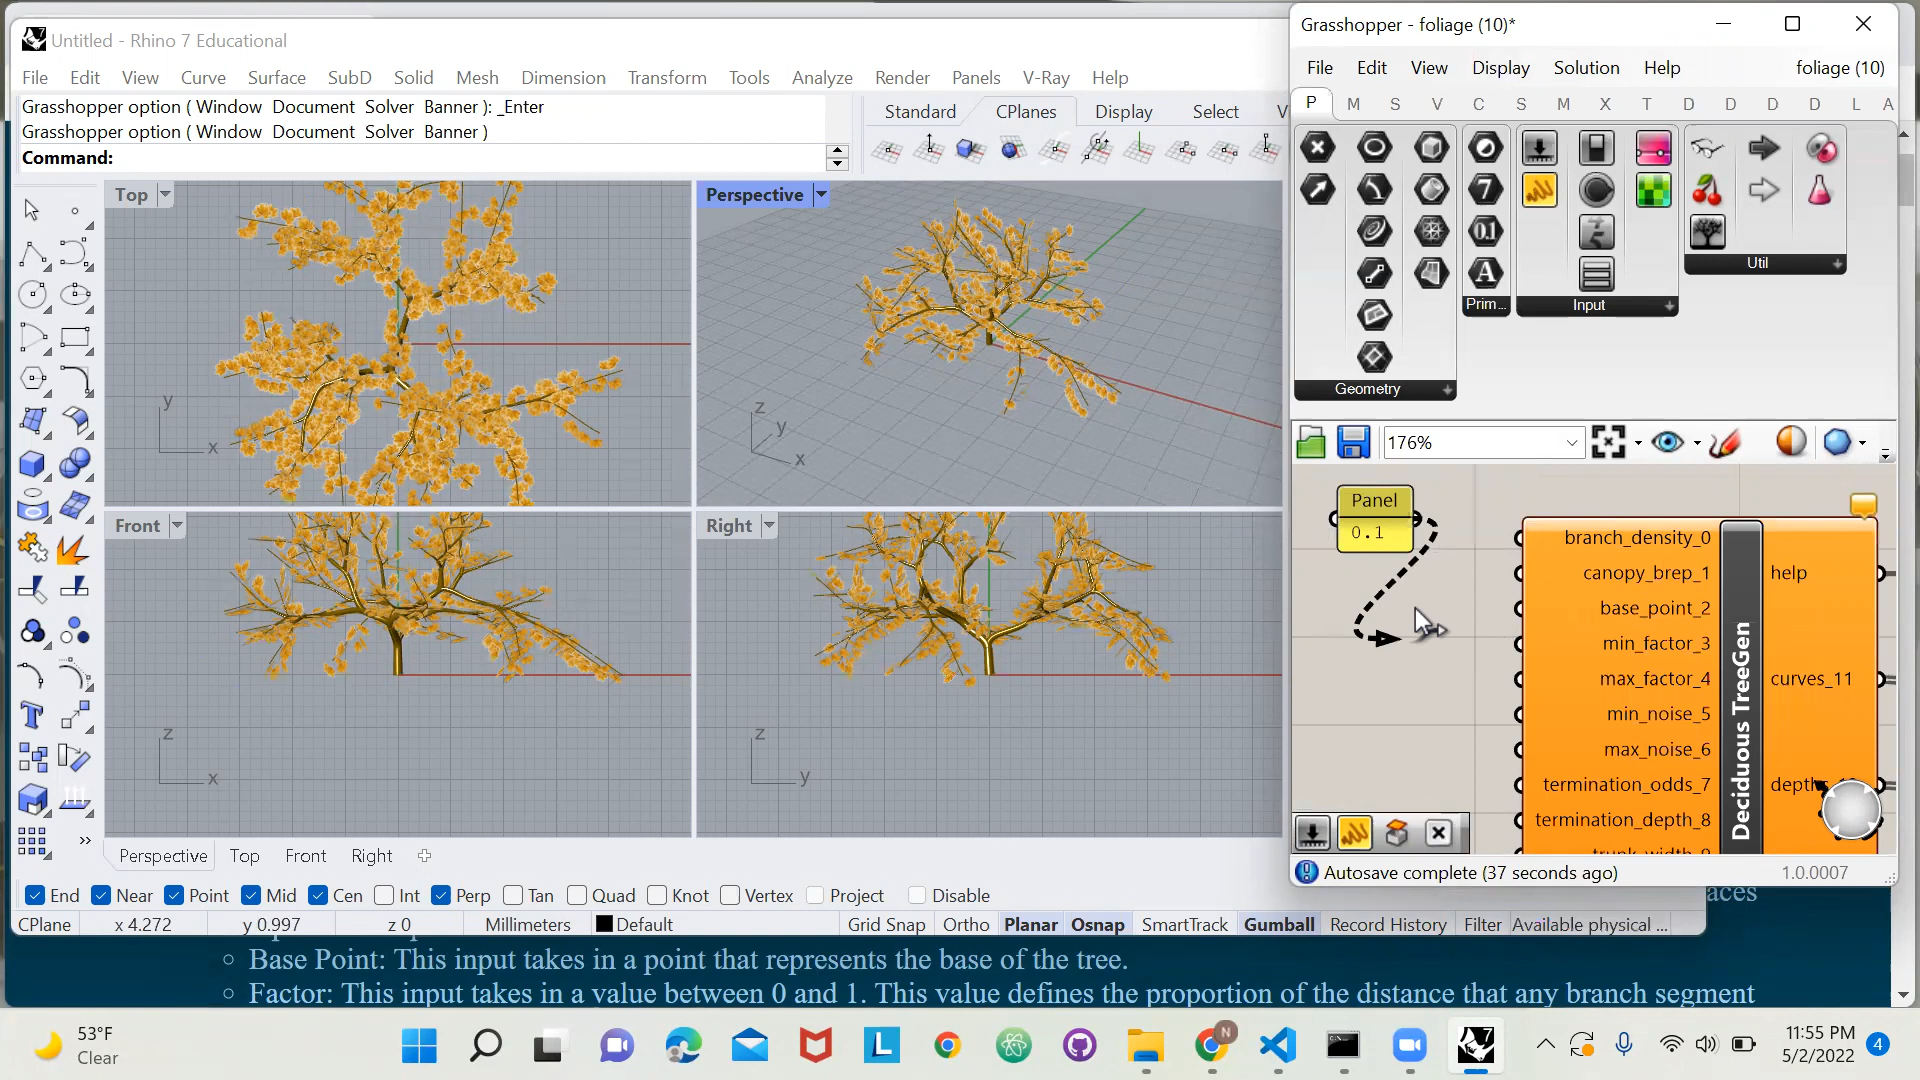 Untitled - Rhino 7 Educational
File Edit View Curve Surface SubD Solid Mesh Dimension Transform Tools Analyze Render Panels V-Ray Help
Grasshopper option ( Window Document Solver Banner ): _Enter
Grasshopper option ( Window Document Solver Banner )
Command:
Standard CPlanes Display Select V
Top
y
x
Perspective
z
y
x
Front
z
x
Right
z
y
Perspective Top Front Right
End Near Point Mid Cen Int Perp Tan Quad Knot Vertex Project Disable
CPlane x 4.272 y 0.997 z 0 Millimeters Default Grid Snap Ortho Planar Osnap SmartTrack Gumball Record History Filter Available physical ...
Grasshopper - foliage (10)*
File Edit View Display Solution Help foliage (10)
P M S V C S M X T D D D D L A
Geometry
Prim...
Input
Util
176%
Panel
0.1
branch_density_0
canopy_brep_1
base_point_2
min_factor_3
max_factor_4
min_noise_5
max_noise_6
termination_odds_7
termination_depth_8
Deciduous TreeGen
help
curves_11
Autosave complete (37 seconds ago)
1.0.0007
aces
Base Point: This input takes in a point that represents the base of the tree.
Factor: This input takes in a value between 0 and 1. This value defines the proportion of the distance that any branch segment
53°F
Clear
11:55 PM
5/2/2022
4